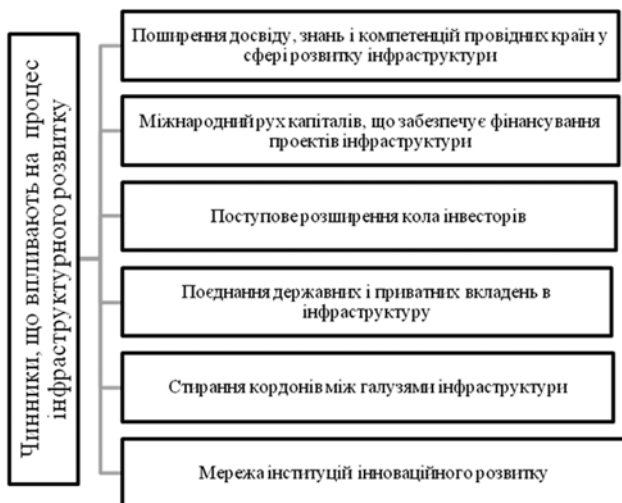 Чинники, що впливають на процес
інфраструктурного розвитку
Поширення досвіду, знань і компетенцій провідних країн у
сфері розвитку інфраструктури
Міжнародний рух капіталів, що забезпечує фінансування
проектів інфраструктури
Поступове розширення кола інвесторів
Поєднання державних і приватних вкладень в
інфраструктуру
Стирання кордонів між галузями інфраструктури
Мережа інституцій інноваційного розвитку